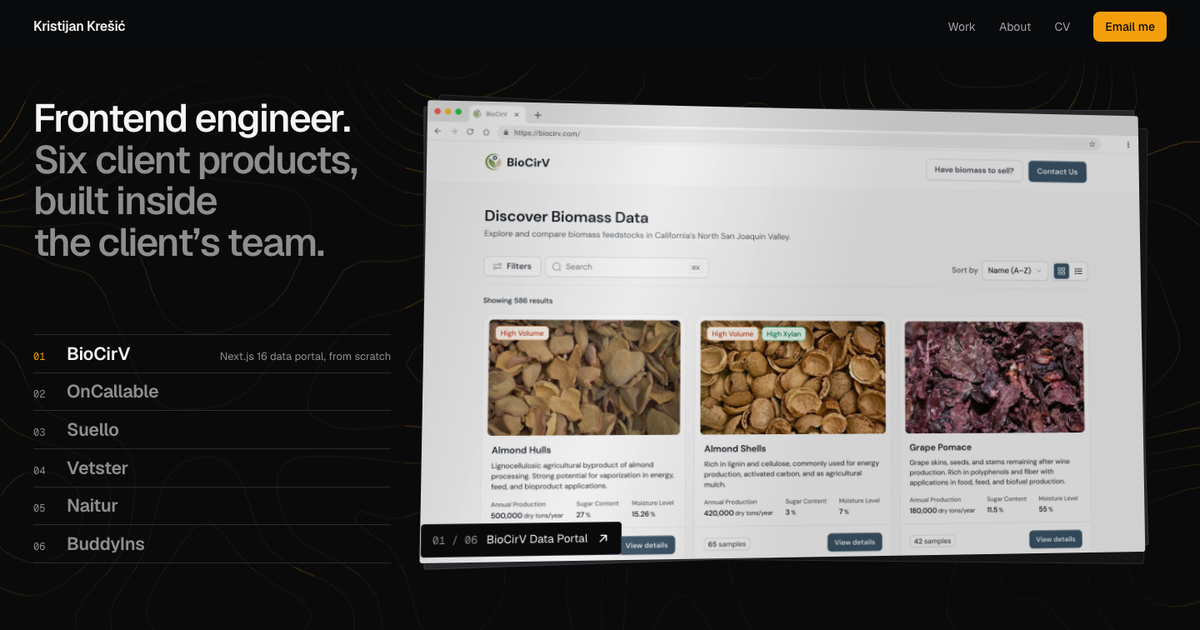 Kristijan Krešić
Work
About
CV
Email me
Frontend engineer.
Six client products,
built inside
the client’s team.
01 BioCirV Next.js 16 data portal, from scratch
02 OnCallable
03 Suello
04 Vetster
05 Naitur
06 BuddyIns
BioCirV
https://biocirv.com/
BioCirV
Have biomass to sell?
Contact Us
Discover Biomass Data
Explore and compare biomass feedstocks in California's North San Joaquin Valley.
Filters
Search
⌘K
Sort by
Name (A–Z)
Showing 586 results
High Volume
Almond Hulls
Lignocellulosic agricultural byproduct of almond
processing. Strong potential for vaporization in energy,
feed, and bioproduct applications.
Annual Production Sugar Content Moisture Level
500,000 dry tons/year 27 % 15.26 %
View details
High Volume High Xylan
Almond Shells
Rich in lignin and cellulose, commonly used for energy
production, activated carbon, and as agricultural
mulch.
Annual Production Sugar Content Moisture Level
420,000 dry tons/year 3 % 7 %
65 samples
View details
Grape Pomace
Grape skins, seeds, and stems remaining after wine
production. Rich in polyphenols and fiber with
applications in food, feed, and biofuel production.
Annual Production Sugar Content Moisture Level
180,000 dry tons/year 11.5 % 55 %
42 samples
View details
01 / 06 BioCirV Data Portal